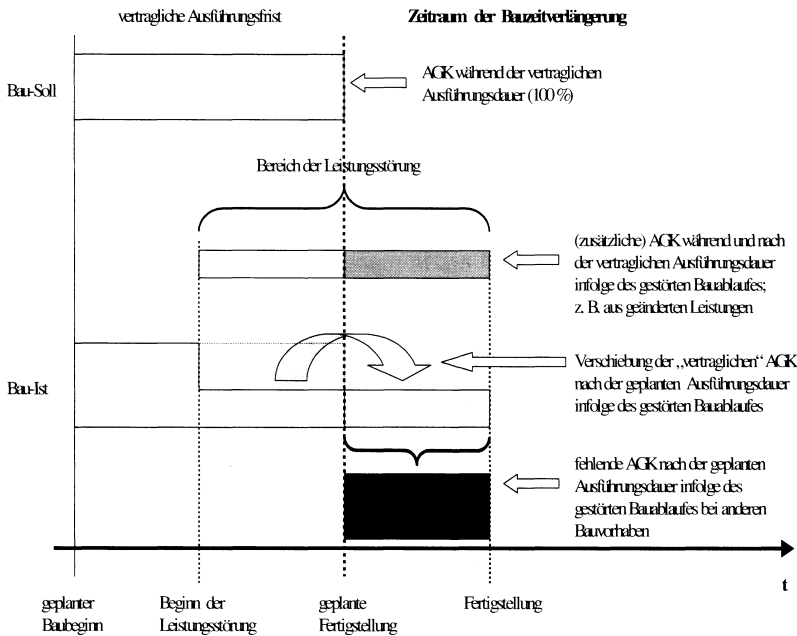 vertragliche Ausführungsfrist
Zeitraum der Bauzeitverlängerung
Bau-Soll
AGK während der vertraglichen
Ausführungsdauer (100 %)
Bereich der Leistungsstörung
(zusätzliche) AGK während und nach
der vertraglichen Ausführungsdauer
infolge des gestörten Bauablaufes;
z. B. aus geänderten Leistungen
Bau-Ist
Verschiebung der „vertraglichen“ AGK
nach der geplanten Ausführungsdauer
infolge des gestörten Bauablaufes
fehlende AGK nach der geplanten
Ausführungsdauer infolge des
gestörten Bauablaufes bei anderen
Bauvorhaben
t
geplanter
Baubeginn
Beginn der
Leistungsstörung
geplante
Fertigstellung
Fertigstellung